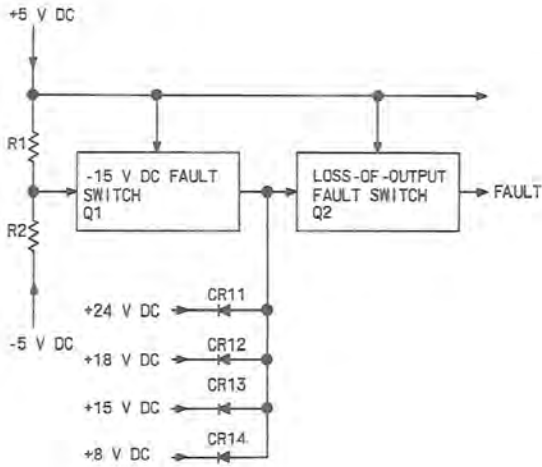 +5 V DC
R1
-15 V DC FAULT
SWITCH
Q1
LOSS-OF-OUTPUT
FAULT SWITCH
Q2
FAULT
R2
-5 V DC
CR11
+24 V DC
CR12
+18 V DC
CR13
+15 V DC
CR14
+8 V DC